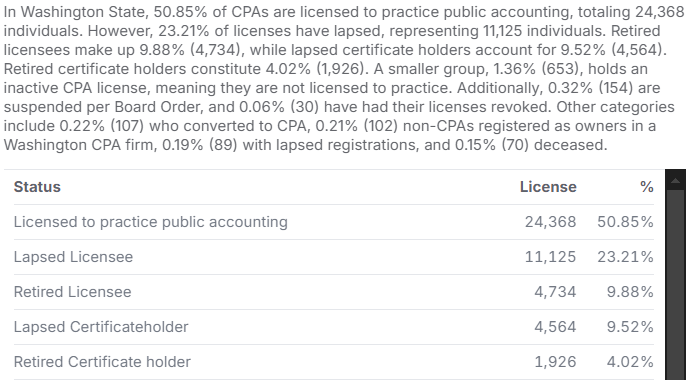 In Washington State, 50.85% of CPAs are licensed to practice public accounting, totaling 24,368
individuals. However, 23.21% of licenses have lapsed, representing 11,125 individuals. Retired
licensees make up 9.88% (4,734), while lapsed certificate holders account for 9.52% (4,564).
Retired certificate holders constitute 4.02% (1,926). A smaller group, 1.36% (653), holds an
inactive CPA license, meaning they are not licensed to practice. Additionally, 0.32% (154) are
suspended per Board Order, and 0.06% (30) have had their licenses revoked. Other categories
include 0.22% (107) who converted to CPA, 0.21% (102) non-CPAs registered as owners in a
Washington CPA firm, 0.19% (89) with lapsed registrations, and 0.15% (70) deceased.
Status License %
Licensed to practice public accounting 24,368 50.85%
Lapsed Licensee 11,125 23.21%
Retired Licensee 4,734 9.88%
Lapsed Certificateholder 4,564 9.52%
Retired Certificate holder 1,926 4.02%